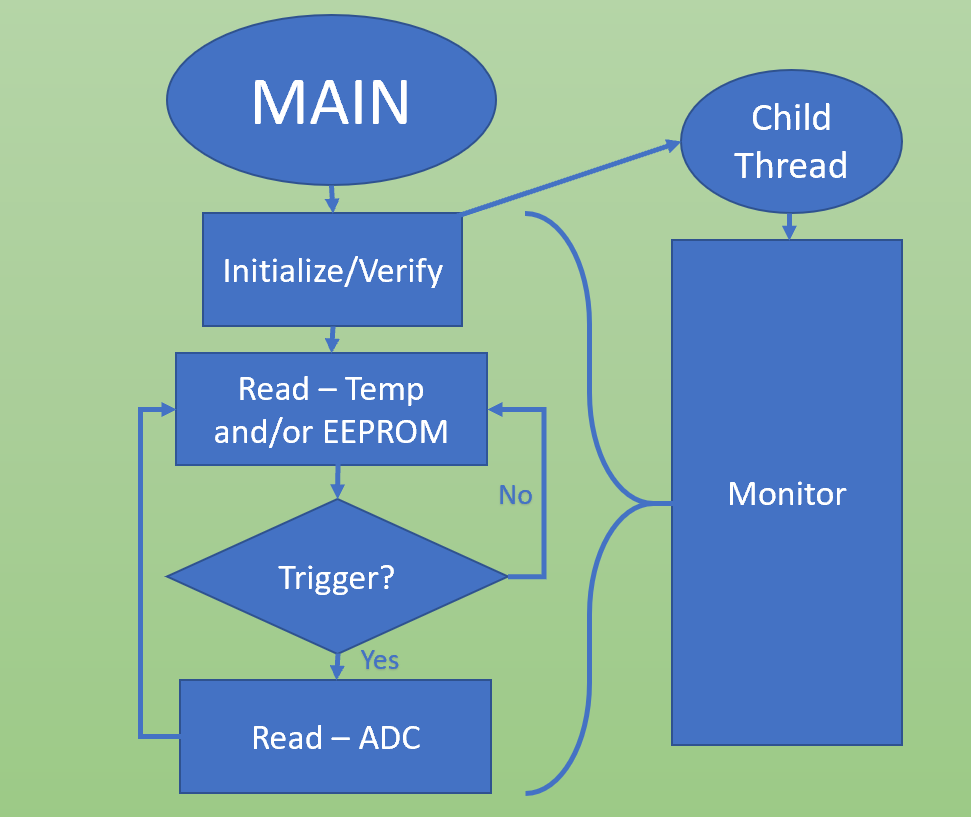 MAIN
Child
Thread
Initialize/Verify
Read – Temp
and/or EEPROM
No
Monitor
Trigger?
Yes
Read – ADC